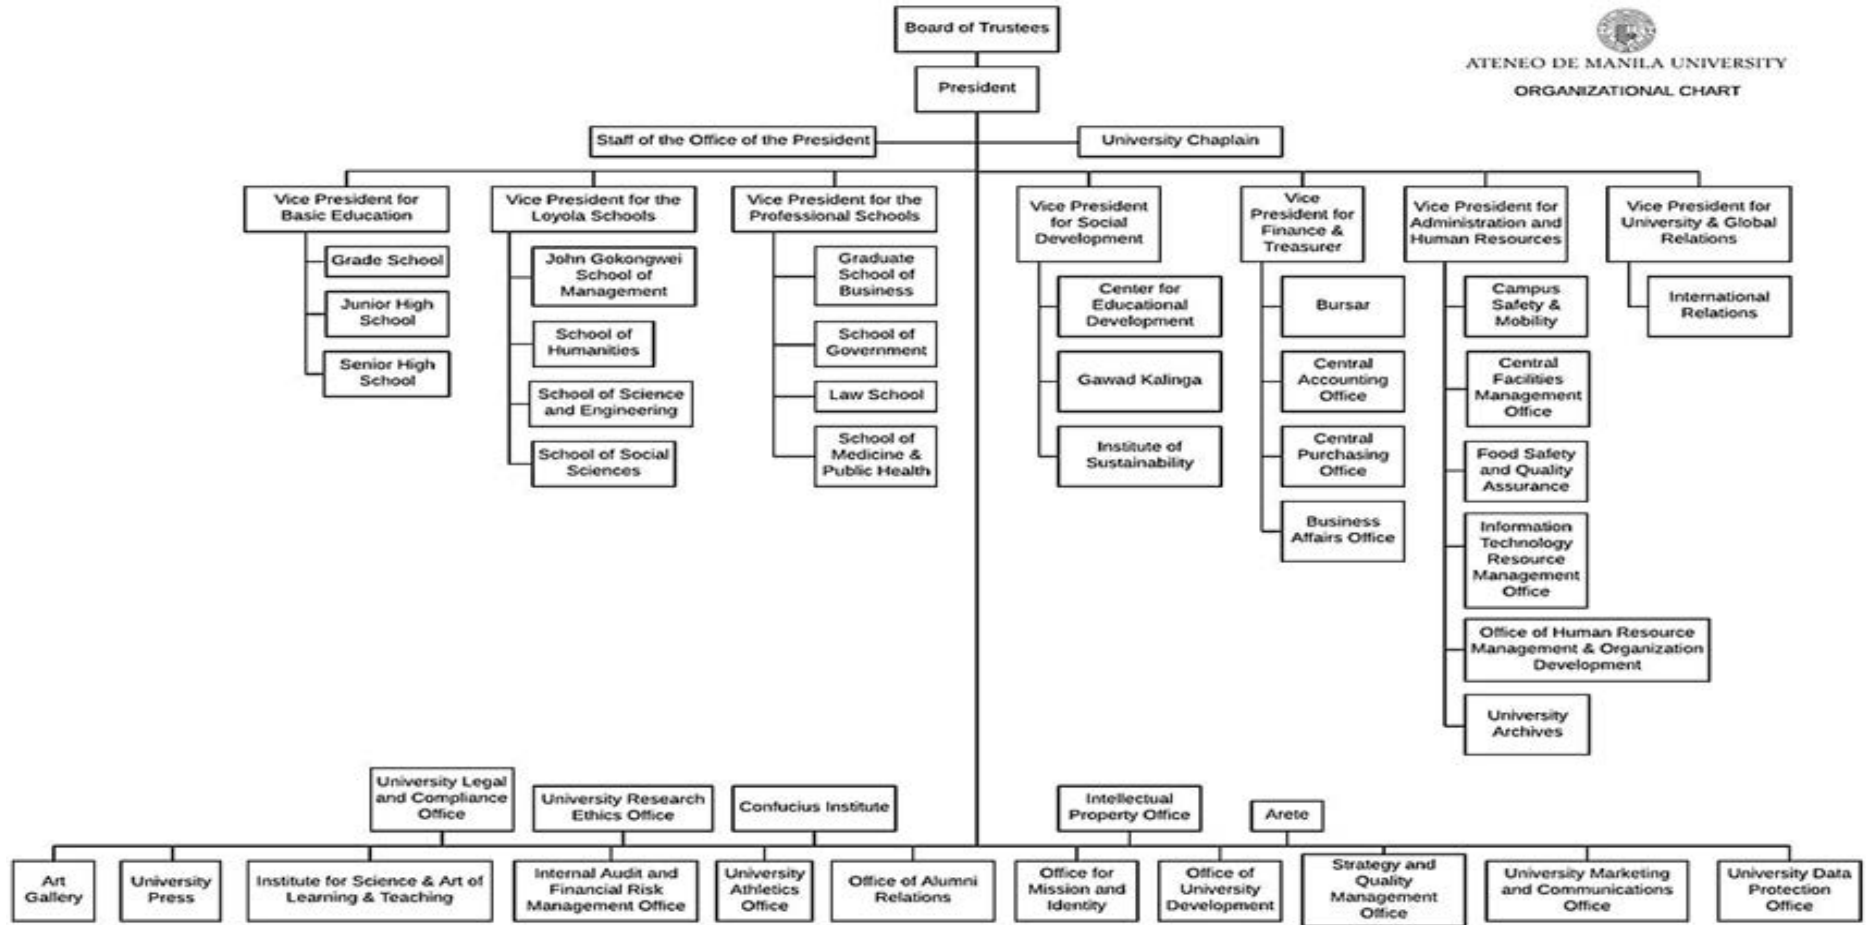 Board of Trustees
ATENEO DE MANILA UNIVERSITY
ORGANIZATIONAL CHART
President
Staff of the Office of the President
University Chaplain
Vice President for
Basic Education
Grade School
Junior High
School
Senior High
School
Vice President for the
Loyola Schools
John Gokongwei
School of
Management
School of
Humanities
School of Science
and Engineering
School of Social
Sciences
Vice President for the
Professional Schools
Graduate
School of
Business
School of
Government
Law School
School of
Medicine &
Public Health
Vice President
for Social
Development
Center for
Educational
Development
Gawad Kalinga
Institute of
Sustainability
Vice
President for
Finance &
Treasurer
Bursar
Central
Accounting
Office
Central
Purchasing
Office
Business
Affairs Office
Vice President for
Administration and
Human Resources
Campus
Safety &
Mobility
Central
Facilities
Management
Office
Food Safety
and Quality
Assurance
Information
Technology
Resource
Management
Office
Office of Human Resource
Management & Organization
Development
University
Archives
Vice President for
University & Global
Relations
International
Relations
University Legal
and Compliance
Office
University Research
Ethics Office
Confucius Institute
Intellectual
Property Office
Arete
Art
Gallery
University
Press
Institute for Science & Art of
Learning & Teaching
Internal Audit and
Financial Risk
Management Office
University
Athletics
Office
Office of Alumni
Relations
Office for
Mission and
Identity
Office of
University
Development
Strategy and
Quality
Management
Office
University Marketing
and Communications
Office
University Data
Protection
Office